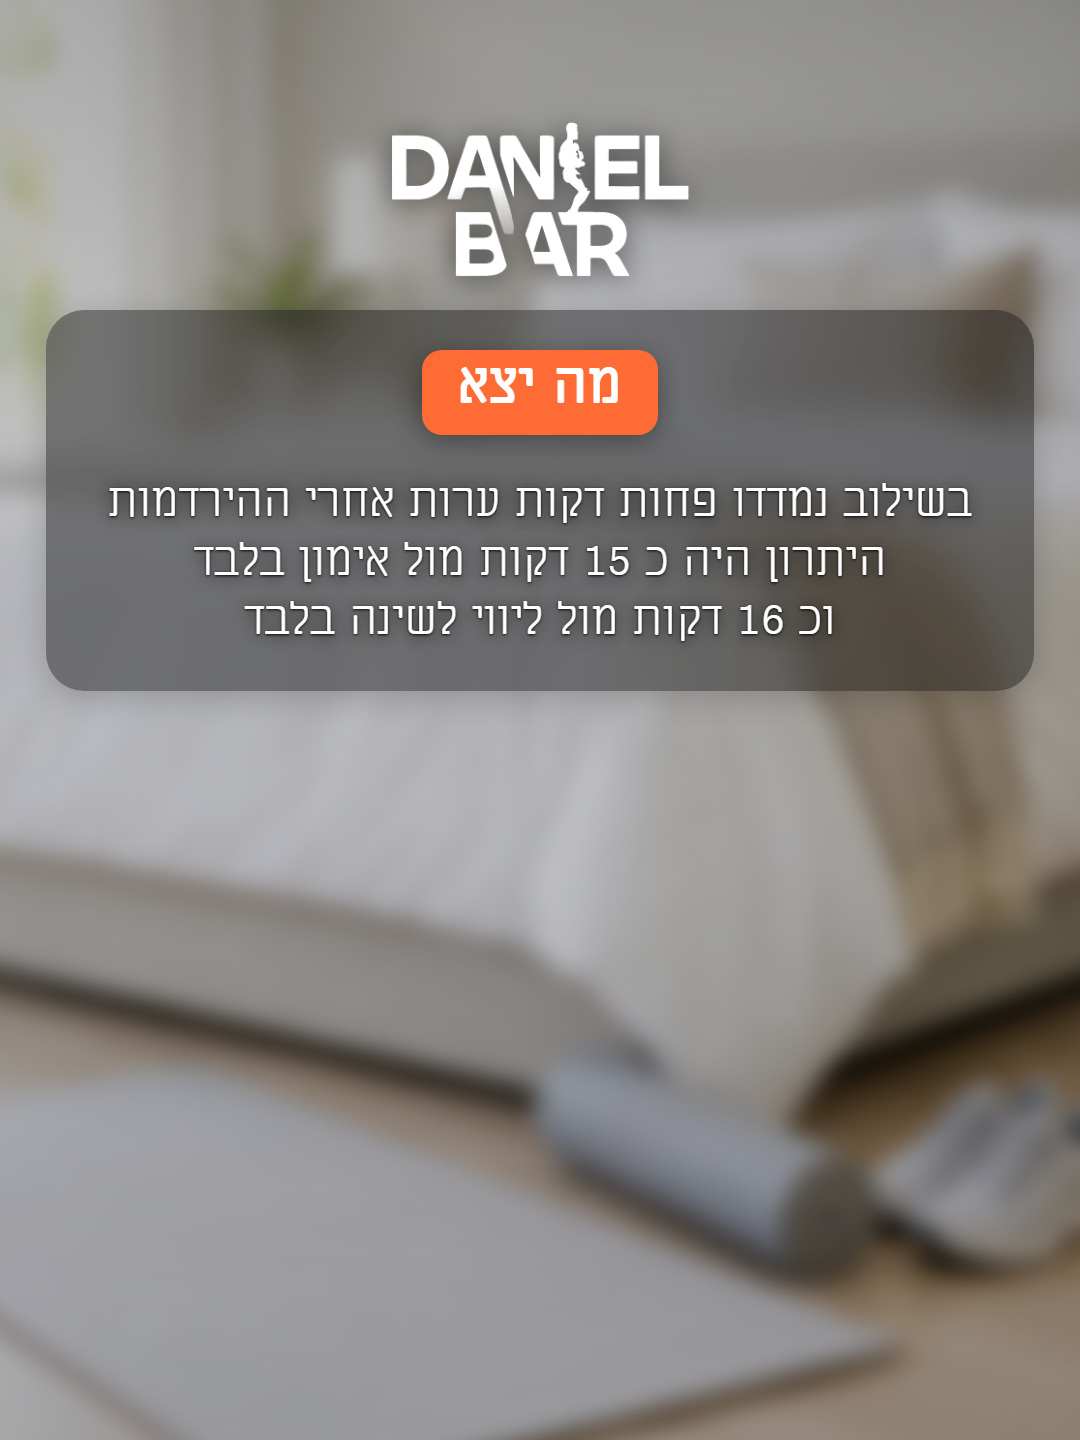 DANIEL
BAR
מה יצא
בשילוב נמדדו פחות דקות ערות אחרי ההירדמות
היתרון היה כ 15 דקות מול אימון בלבד
וכ 16 דקות מול ליווי לשינה בלבד